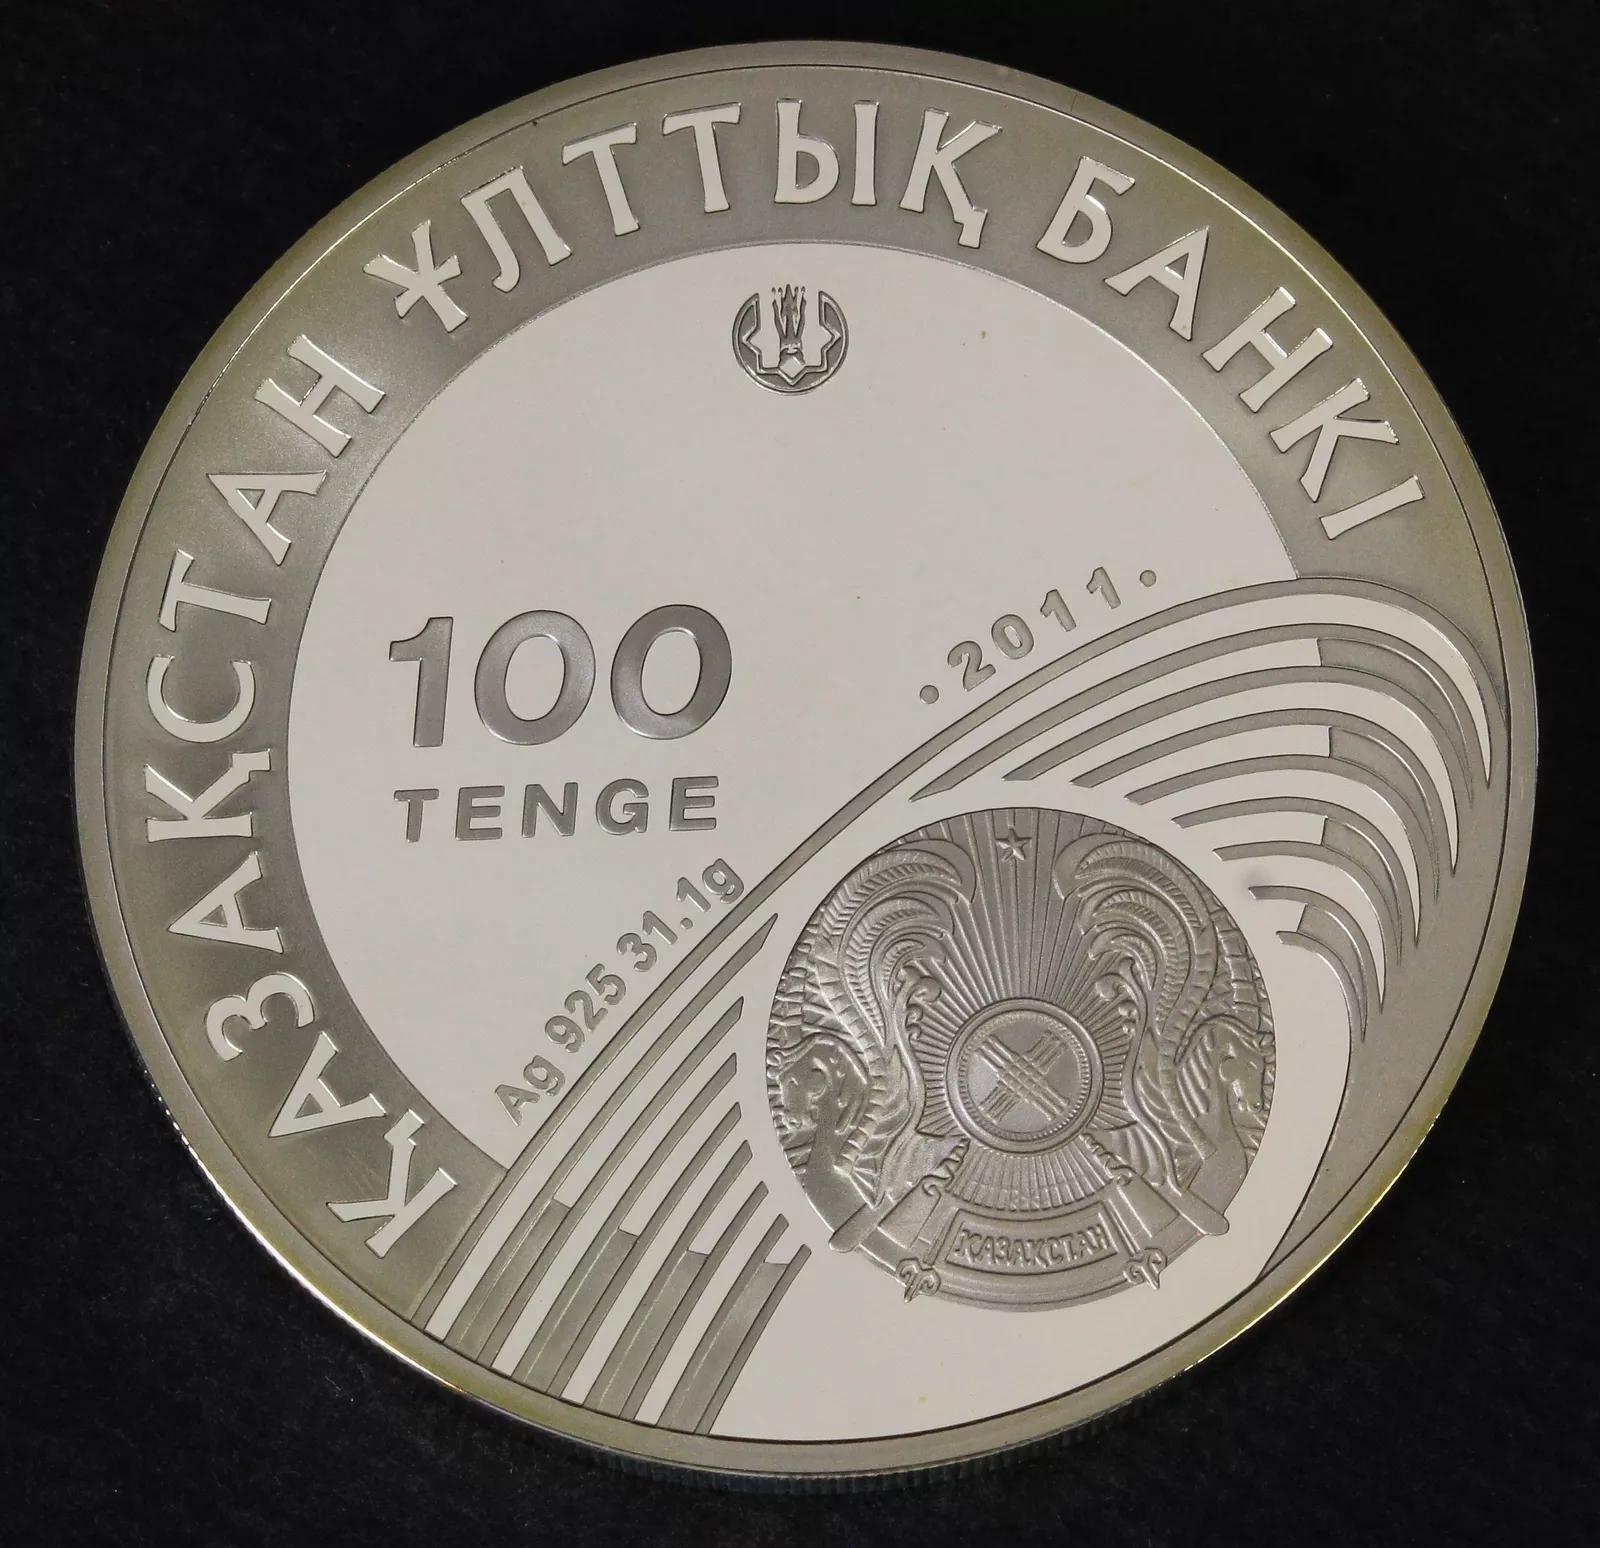 ҚАЗАҚСТАН ҰЛТТЫҚ БАНКІ
100
TENGE
• 2011 •
Ag 925 31.1g
ҚАЗАҚСТАН